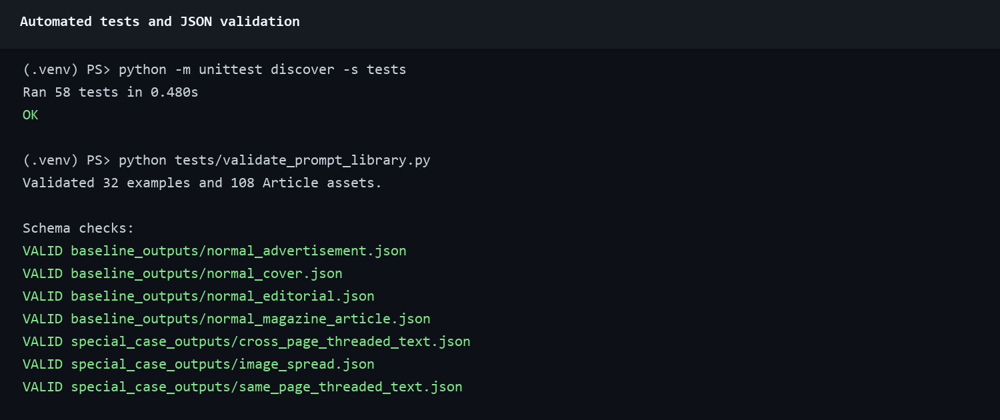 Automated tests and JSON validation
(.venv) PS> python -m unittest discover -s tests
Ran 58 tests in 0.480s
OK
(.venv) PS> python tests/validate_prompt_library.py
Validated 32 examples and 108 Article assets.
Schema checks:
VALID baseline_outputs/normal_advertisement.json
VALID baseline_outputs/normal_cover.json
VALID baseline_outputs/normal_editorial.json
VALID baseline_outputs/normal_magazine_article.json
VALID special_case_outputs/cross_page_threaded_text.json
VALID special_case_outputs/image_spread.json
VALID special_case_outputs/same_page_threaded_text.json